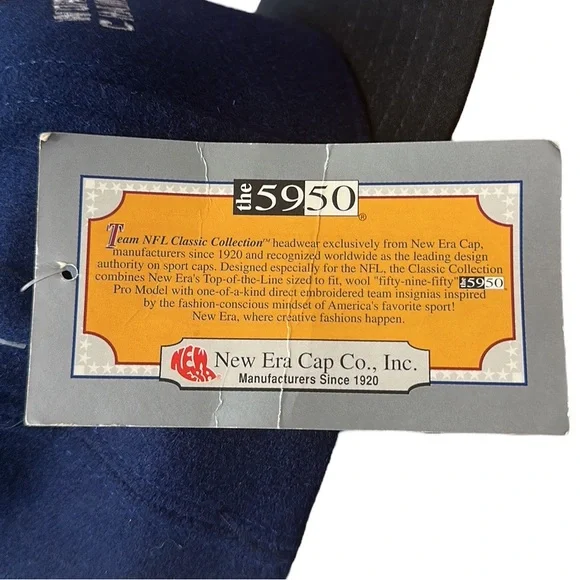 the 5950®
Team NFL Classic Collection™ headwear exclusively from New Era Cap,
manufacturers since 1920 and recognized worldwide as the leading design
authority on sport caps. Designed especially for the NFL, the Classic Collection
combines New Era's Top-of-the-Line sized to fit, wool "fifty-nine-fifty" the 5950
Pro Model with one-of-a-kind direct embroidered team insignias inspired
by the fashion-conscious mindset of America's favorite sport!
New Era, where creative fashions happen.
NEW ERA
New Era Cap Co., Inc.
Manufacturers Since 1920